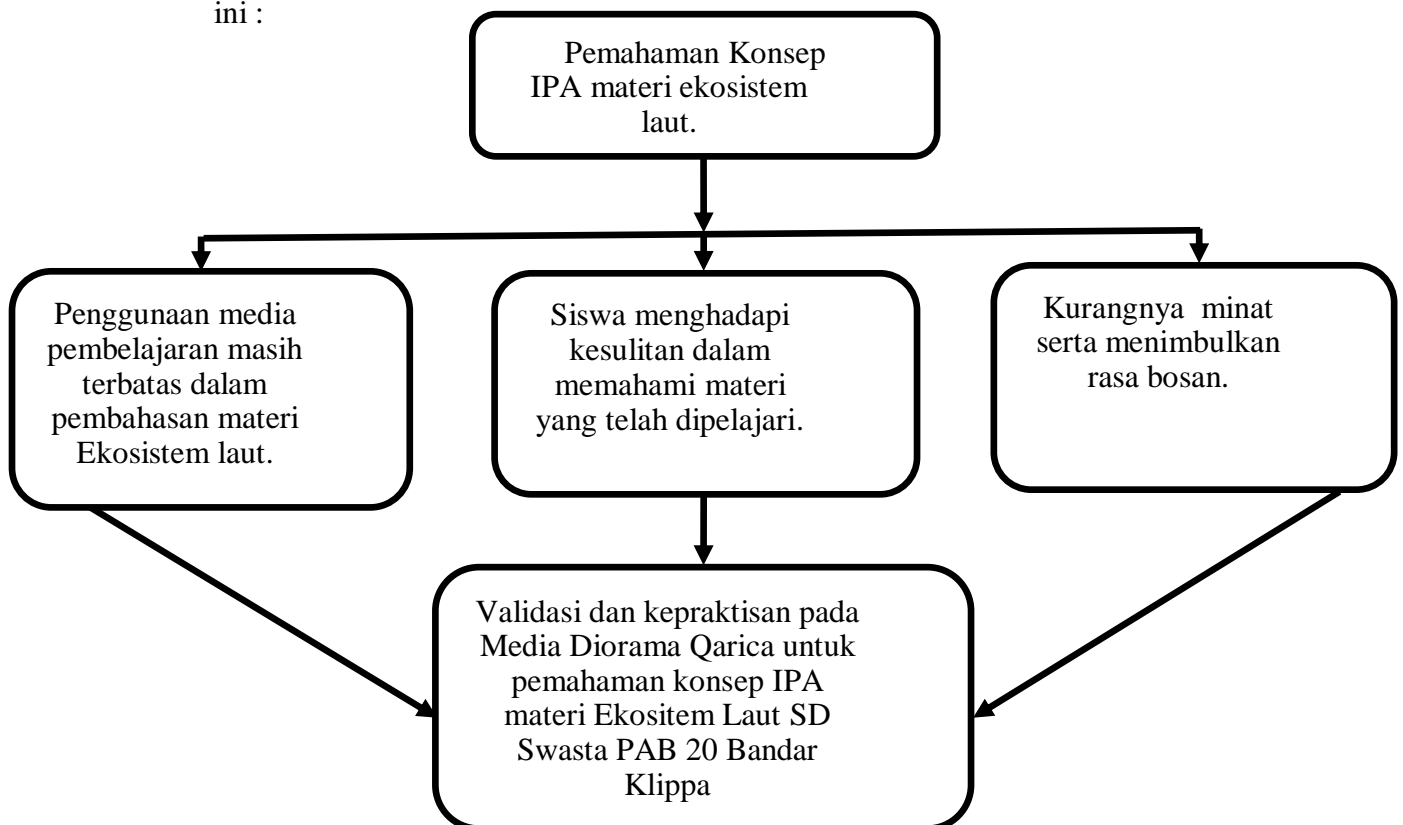 ini :
Pemahaman Konsep
IPA materi ekosistem
laut.
Penggunaan media
pembelajaran masih
terbatas dalam
pembahasan materi
Ekosistem laut.
Siswa menghadapi
kesulitan dalam
memahami materi
yang telah dipelajari.
Kurangnya minat
serta menimbulkan
rasa bosan.
Validasi dan kepraktisan pada
Media Diorama Qarica untuk
pemahaman konsep IPA
materi Ekositem Laut SD
Swasta PAB 20 Bandar
Klippa